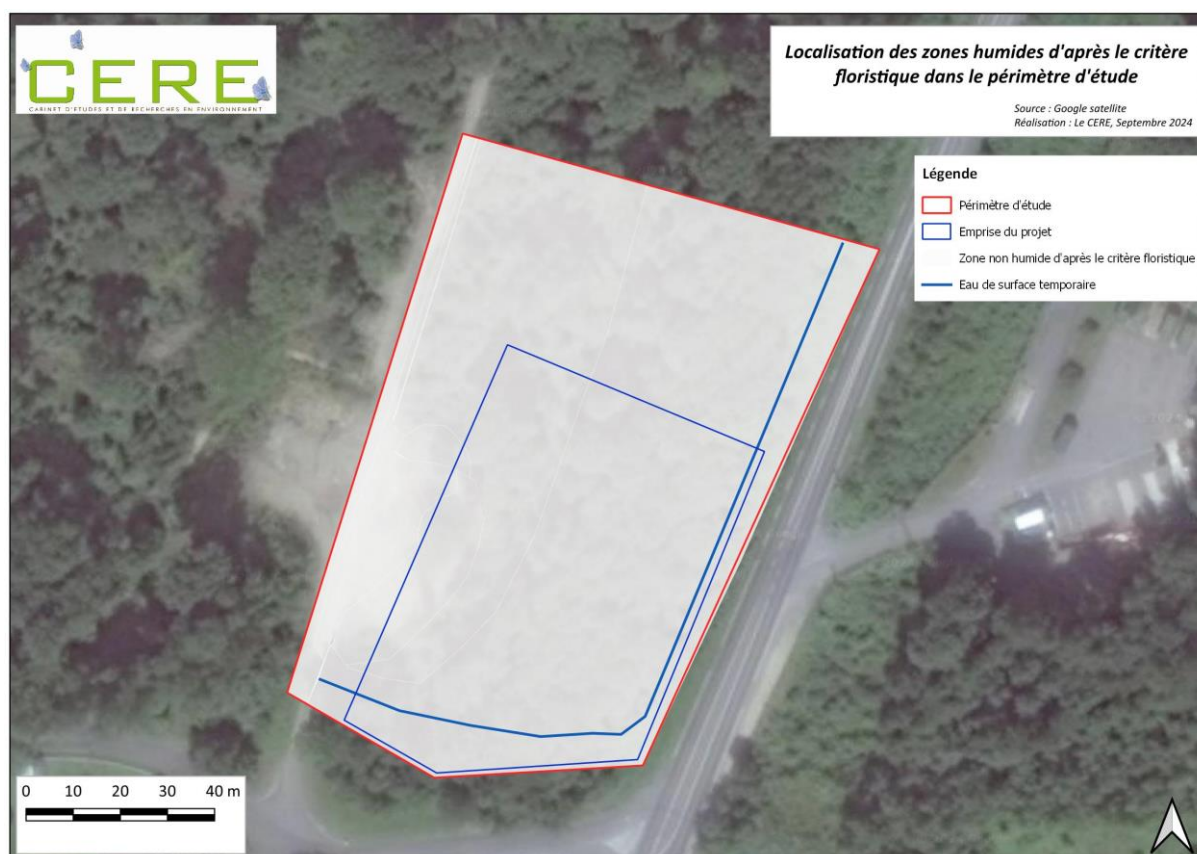 CERE
CABINET D'ETUDES ET DE RECHERCHES EN ENVIRONNEMENT
Localisation des zones humides d'après le critère
floristique dans le périmètre d'étude
Source : Google satellite
Réalisation : Le CERE, Septembre 2024
Légende
Périmètre d'étude
Emprise du projet
Zone non humide d'après le critère floristique
Eau de surface temporaire
0 10 20 30 40 m